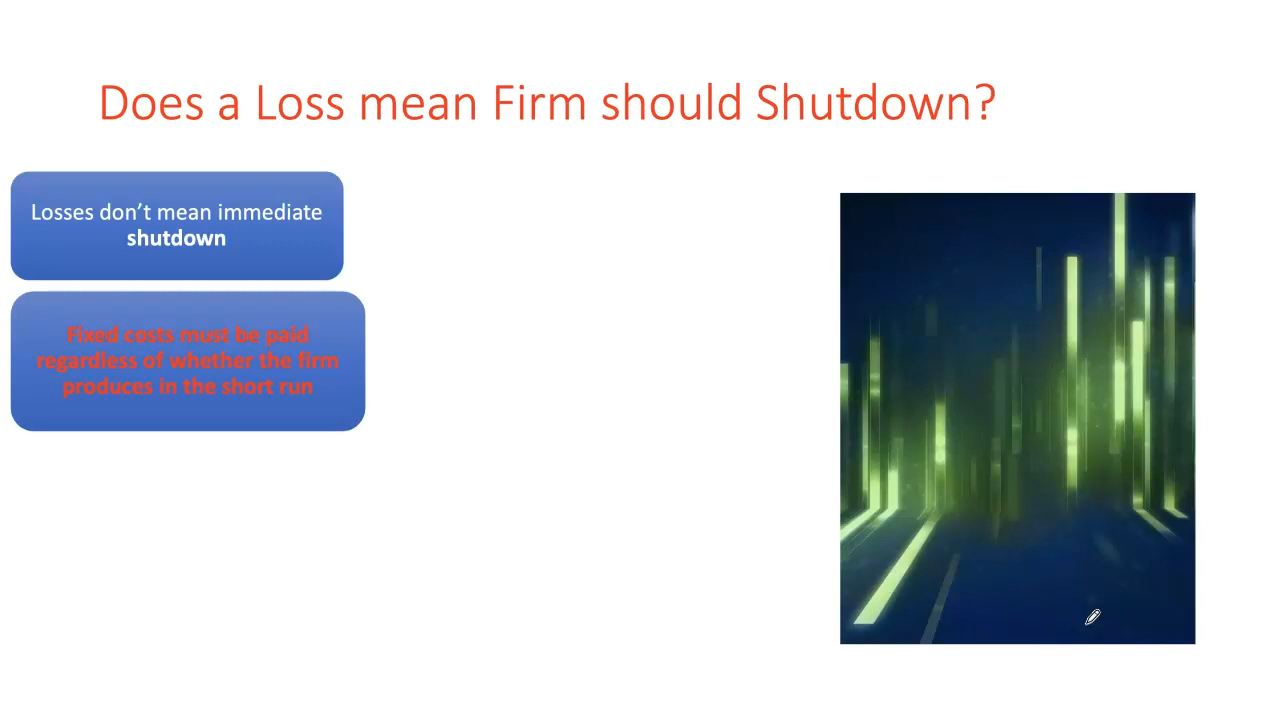 Does a Loss mean Firm should Shutdown?
Losses don’t mean immediate
shutdown
Fixed costs must be paid
regardless of whether the firm
produces in the short run